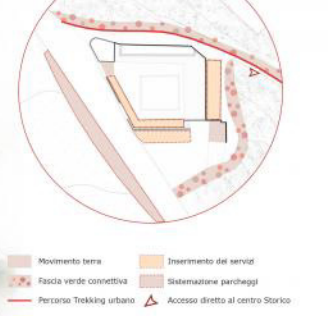 Movimento terra
Inserimento dei servizi
Fascia verde connettiva
Sistemazione parcheggi
Percorso Trekking urbano
Accesso diretto al centro Storico